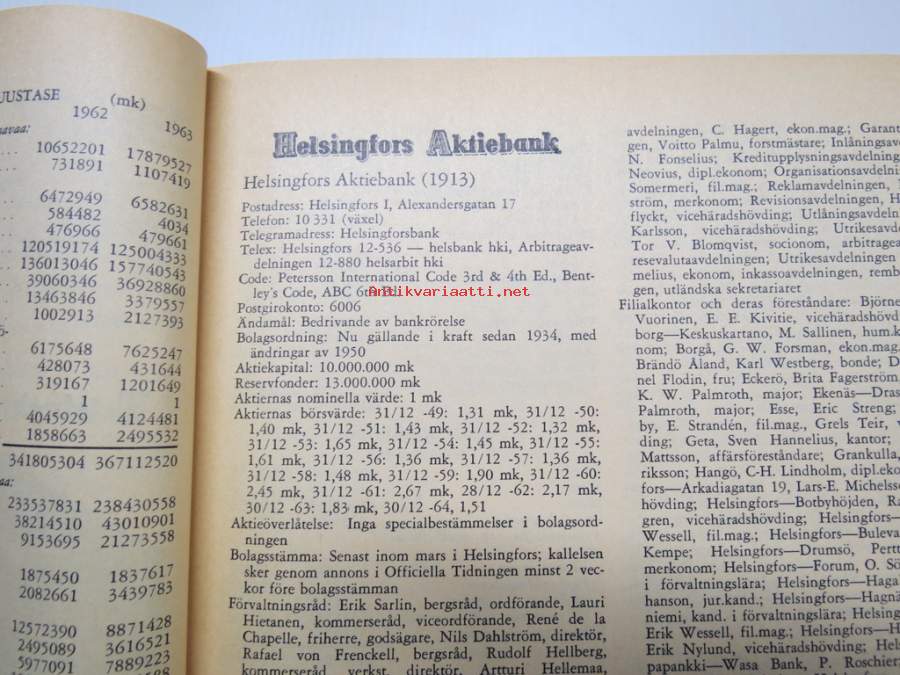 UUSTASE (mk)
1962 1963
10652201 17879527
731891 1107419
6472949 6582631
584482 4034
476966 479661
120519174 125004333
136013046 157740543
39060346 36928860
13463846 3379557
1002913 2127393
6175648 7625247
428073 431644
319167 1201649
1 1
4045929 4124481
1858663 2495532
341805304 367112520
233537831 238430558
38214510 43010901
9153695 21273558
1875450 1837617
2082661 3439783
12572390 8871428
2495089 3616521
5977091 7889223
Helsingfors Aktiebank
Helsingfors Aktiebank (1913)
Postadress: Helsingfors I, Alexandersgatan 17
Telefon: 10 331 (växel)
Telegramadress: Helsingforsbank
Telex: Helsingfors 12-536 — helsbank hki, Arbitrageav-
delningen 12-880 helsarbit hki
Code: Petersson International Code 3rd & 4th Ed., Bent-
ley's Code, ABC 6th Ed.
Antikvariaatti.net
Postgirokonto: 6006
Ändamål: Bedrivande av bankrörelse
Bolagsordning: Nu gällande i kraft sedan 1934, med
ändringar av 1950
Aktiekapital: 10.000.000 mk
Reservfonder: 13.000.000 mk
Aktiernas nominella värde: 1 mk
Aktiernas börsvärde: 31/12 -49: 1,31 mk, 31/12 -50:
1,40 mk, 31/12 -51: 1,43 mk, 31/12 -52: 1,32 mk,
31/12 -53: 1,65 mk, 31/12 -54: 1,45 mk, 31/12 -55:
1,61 mk, 31/12 -56: 1,36 mk, 31/12 -57: 1,36 mk,
31/12 -58: 1,48 mk, 31/12 -59: 1,90 mk, 31/12 -60:
2,45 mk, 31/12 -61: 2,67 mk, 28/12 -62: 2,17 mk,
30/12 -63: 1,83 mk, 30/12 -64, 1,51
Aktieöverlåtelse: Inga specialbestämmelser i bolagsord-
ningen
Bolagsstämma: Senast inom mars i Helsingfors; kallelsen
sker genom annons i Officiella Tidningen minst 2 vec-
kor före bolagsstämman
Förvaltningsråd: Erik Sarlin, bergsråd, ordförande, Lauri
Hietanen, kommerseråd, viceordförande, René de la
Chapelle, friherre, godsägare, Nils Dahlström, direktör,
Rafael von Frenckell, bergsråd, Rudolf Hellberg,
kommerseråd, verkst. direktör, Artturi Hellemaa,
avdelningen, C. Hagert, ekon.mag.; Garant
gen, Voitto Palmu, forstmästare; Inlåningsav
N. Fonselius; Kreditupplysningsavdelning
Neovius, dipl.ekonom; Organisationsavdelni
Somermeri, fil.mag.; Reklamavdelningen,
ström, merkonom; Revisionsavdelningen, H
flyckt, vicehäradshövding; Utlåningsavdeln
Karlsson, vicehäradshövding; Utrikesavde
Tor V. Blomqvist, socionom, arbitragea
resevalutaavdelningen; Utrikesavdelningen
melius, ekonom, inkassoavdelningen, remb
gen, utländska sekretariatet
Filialkontor och deras föreståndare: Björne
Vuorinen, E. E. Kivitie, vicehäradshövd
borg—Keskuskartano, M. Sallinen, hum.k
nom; Borgå, G. W. Forsman, ekon.mag.
Brändö Åland, Karl Westberg, bonde; D
nel Flodin, fru; Eckerö, Brita Fagerström,
K. W. Palmroth, major; Ekenäs—Dras
Palmroth, major; Esse, Eric Streng;
by, E. Strandén, fil.mag., Grels Teir, v
ding; Geta, Sven Hannelius, kantor;
Mattsson, affärsföreståndare; Grankulla,
riksson; Hangö, C-H. Lindholm, dipl.eko
fors—Arkadiagatan 19, Lars-E. Michelsso
hövding; Helsingfors—Botbyhöjden, Ra
gren, vicehäradshövding; Helsingfors—
Wessell, fil.mag.; Helsingfors—Buleva
Kempe; Helsingfors—Drumsö, Pertt
merkonom; Helsingfors—Forum, O. Sö
i förvaltningslära; Helsingfors—Haga
hanson, jur.kand.; Helsingfors—Hagnä
niemi, kand. i förvaltningslära; Helsing
Erik Wessell, fil.mag.; Helsingfors—H
Erik Nylund, vicehäradshövding; Hels
papankki—Wasa Bank, P. Roschier;